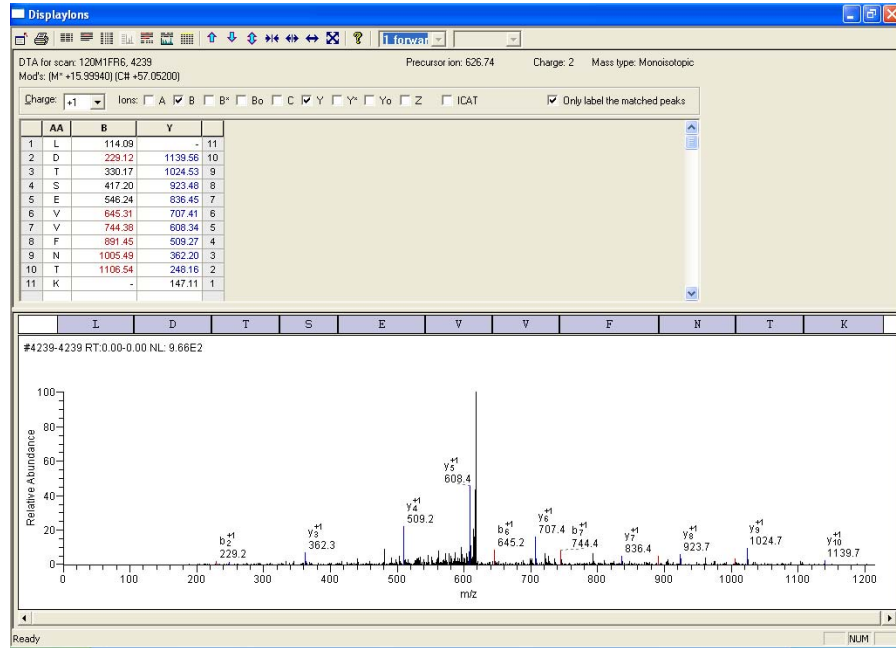 DisplayIons
1 forwar
DTA for scan: 120M1FR6, 4239 Precursor ion: 626.74 Charge: 2 Mass type: Monoisotopic
Mod's: (M* +15.99940) (C# +57.05200)
Charge: +1 Ions: A B B* Bo C Y Y* Yo Z ICAT Only label the matched peaks
AA B Y
1 L 114.09 - 11
2 D 229.12 1139.56 10
3 T 330.17 1024.53 9
4 S 417.20 923.48 8
5 E 546.24 836.45 7
6 V 645.31 707.41 6
7 V 744.38 608.34 5
8 F 891.45 509.27 4
9 N 1005.49 362.20 3
10 T 1106.54 248.16 2
11 K - 147.11 1
L D T S E V V F N T K
#4239-4239 RT:0.00-0.00 NL: 9.66E2
100
80
60
40
20
0
Relative Abundance
b2+1
229.2
y3+1
362.3
y4+1
509.2
y5+1
608.4
b6+1
645.2
y6+1
707.4
b7+1
744.4
y7+1
836.4
y8+1
923.7
y9+1
1024.7
y10+1
1139.7
0 100 200 300 400 500 600 700 800 900 1000 1100 1200
m/z
Ready NUM